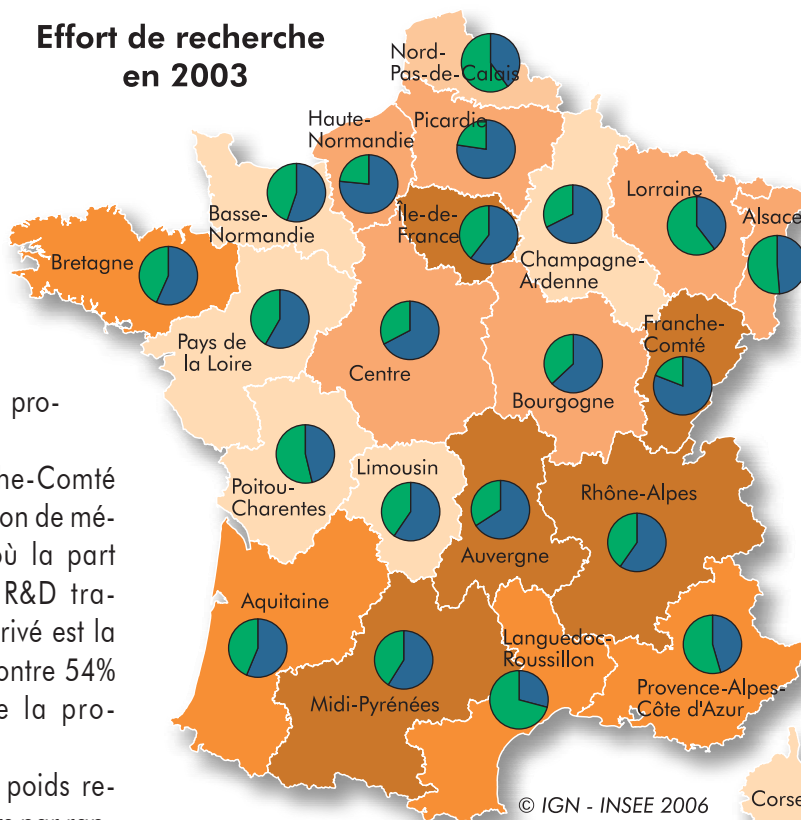 Effort de recherche
en 2003
Nord-
Pas-de-Calais
Haute-
Normandie
Picardie
Basse-
Normandie
Île-de-
France
Lorraine
Alsace
Champagne-
Ardenne
Bretagne
Pays de
la Loire
Centre
Bourgogne
Franche-
Comté
Poitou-
Charentes
Limousin
Auvergne
Rhône-Alpes
Aquitaine
Midi-Pyrénées
Languedoc-
Roussillon
Provence-Alpes-
Côte d'Azur
Corse
© IGN - INSEE 2006
pro-
ne-Comté
on de mé-
où la part
R&D tra-
rivé est la
ontre 54%
e la pro-
poids re-